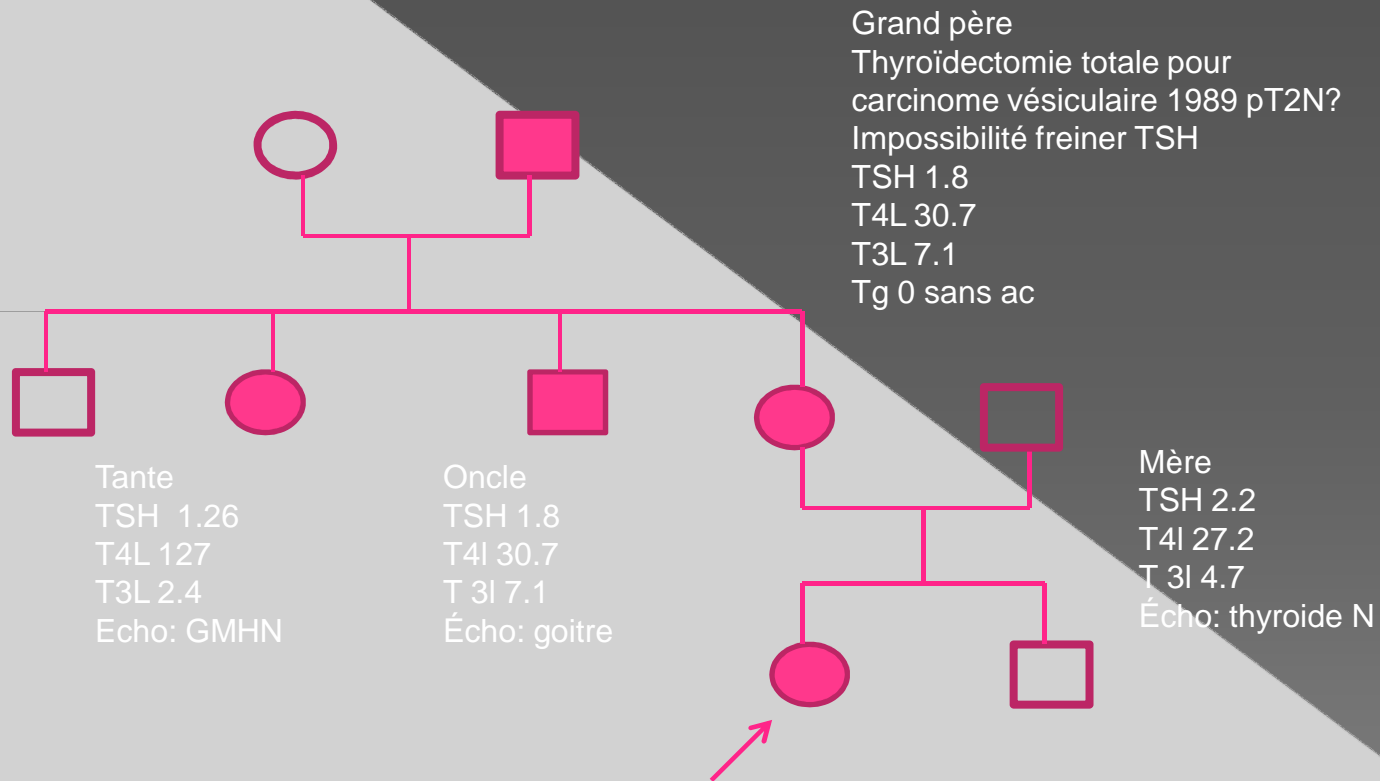 Grand père
Thyroïdectomie totale pour
carcinome vésiculaire 1989 pT2N?
Impossibilité freiner TSH
TSH 1.8
T4L 30.7
T3L 7.1
Tg 0 sans ac
Tante
TSH 1.26
T4L 127
T3L 2.4
Echo: GMHN
Oncle
TSH 1.8
T4l 30.7
T 3l 7.1
Écho: goitre
Mère
TSH 2.2
T4l 27.2
T 3l 4.7
Écho: thyroide N